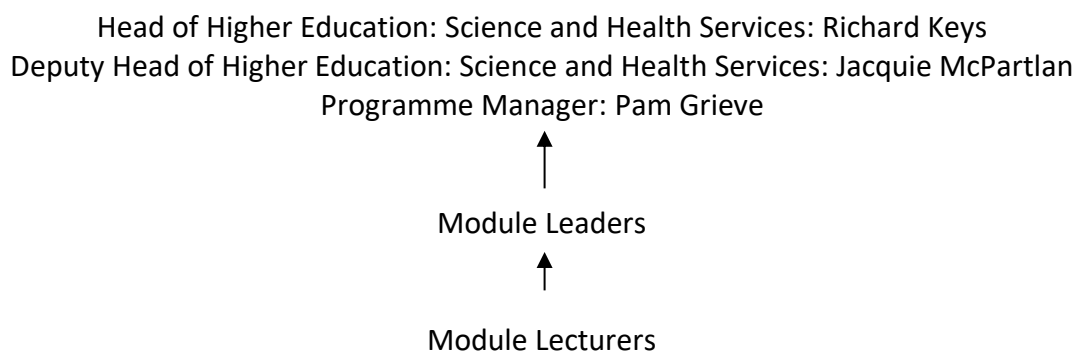 Head of Higher Education: Science and Health Services: Richard Keys
Deputy Head of Higher Education: Science and Health Services: Jacquie McPartlan
Programme Manager: Pam Grieve
Module Leaders
Module Lecturers